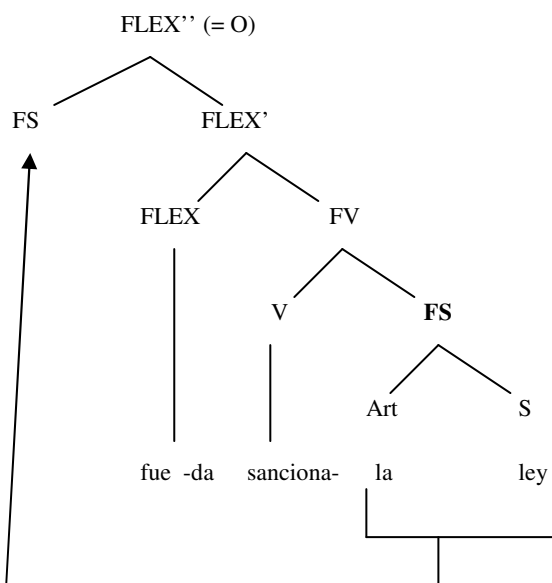 FLEX’’ (= O)
FS FLEX’
FLEX FV
V FS
Art S
fue -da sanciona- la ley